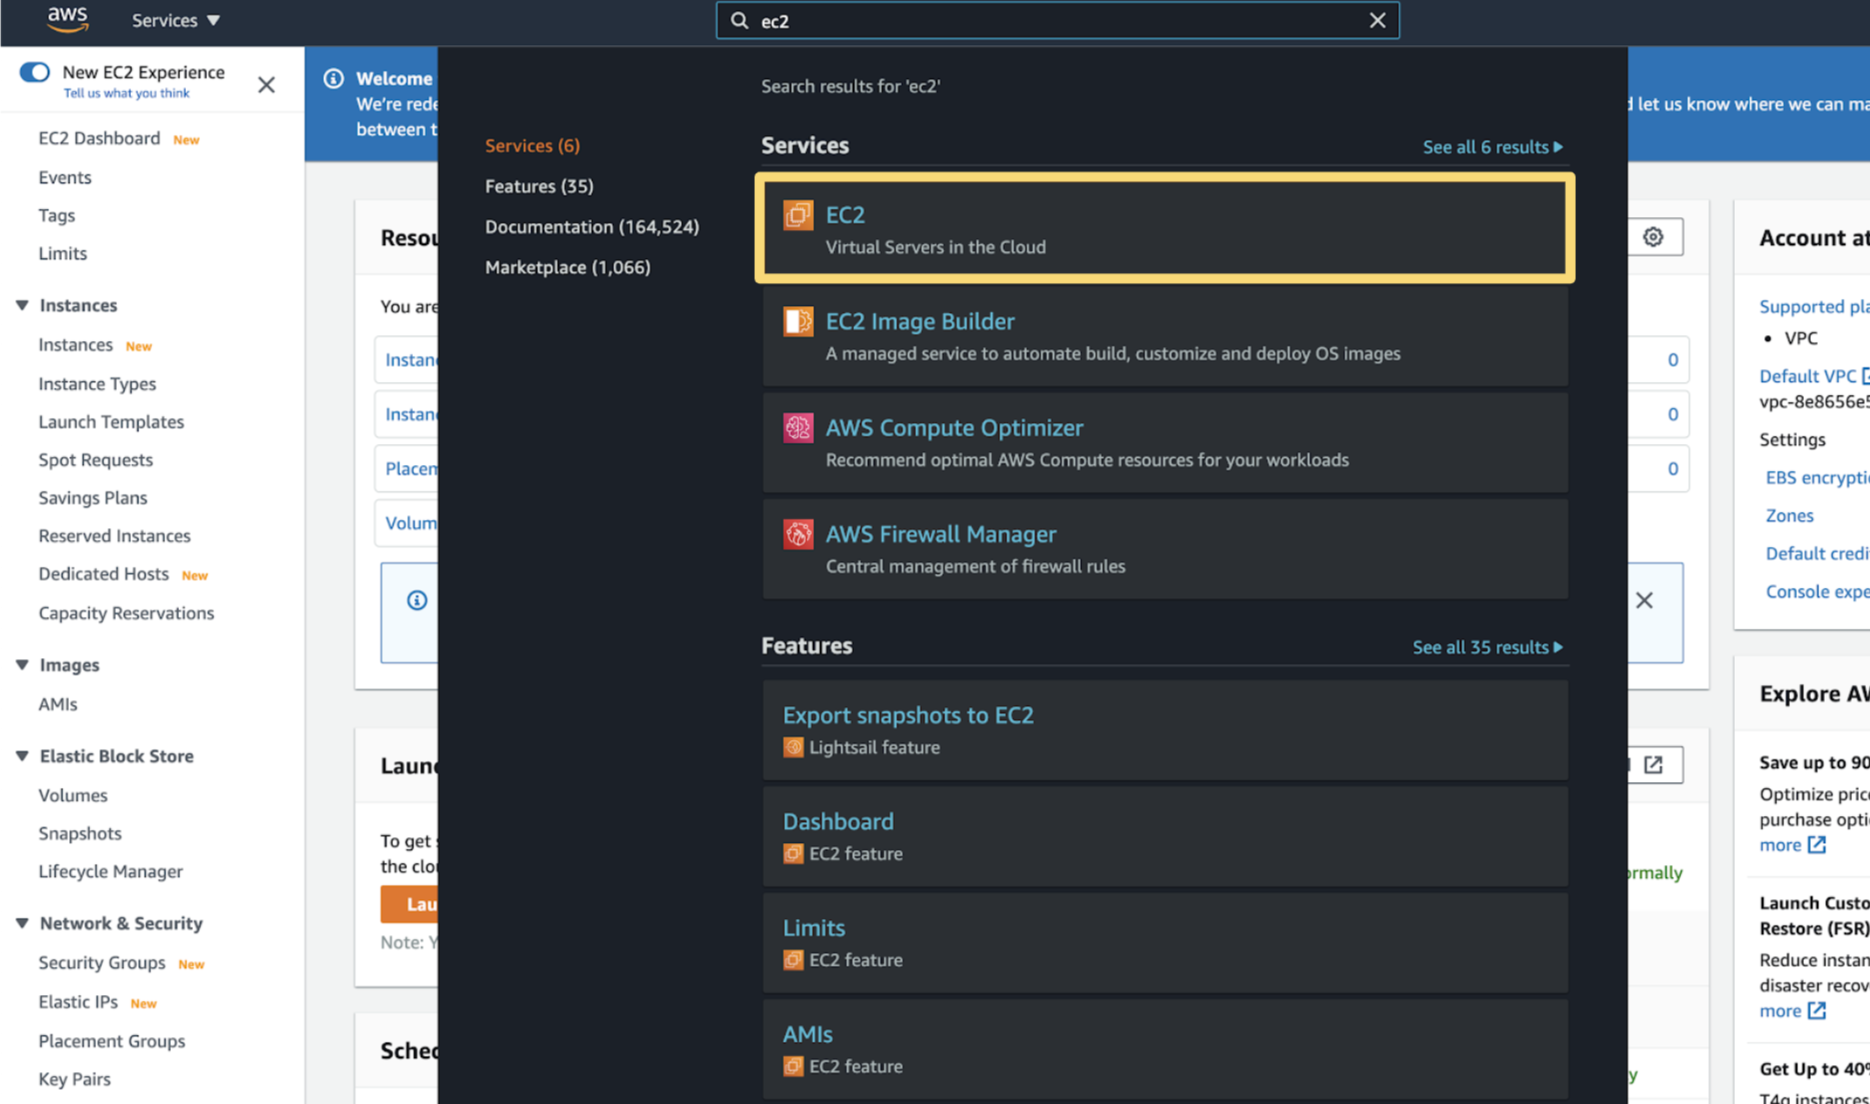 aws
Services
ec2
New EC2 Experience
Tell us what you think
EC2 Dashboard New
Events
Tags
Limits
Instances
Instances New
Instance Types
Launch Templates
Spot Requests
Savings Plans
Reserved Instances
Dedicated Hosts New
Capacity Reservations
Images
AMIs
Elastic Block Store
Volumes
Snapshots
Lifecycle Manager
Network & Security
Security Groups New
Elastic IPs New
Placement Groups
Key Pairs
Welcome
We're rede
between t
Resou
You are
Instanc
Instanc
Placem
Volum
Launc
To get s
the clou
Lau
Note: Y
Sched
Search results for 'ec2'
Services (6)
Features (35)
Documentation (164,524)
Marketplace (1,066)
Services
See all 6 results
EC2
Virtual Servers in the Cloud
EC2 Image Builder
A managed service to automate build, customize and deploy OS images
AWS Compute Optimizer
Recommend optimal AWS Compute resources for your workloads
AWS Firewall Manager
Central management of firewall rules
Features
See all 35 results
Export snapshots to EC2
Lightsail feature
Dashboard
EC2 feature
Limits
EC2 feature
AMIs
EC2 feature
d let us know where we can ma
0
0
0
ormally
y
Account at
Supported pla
• VPC
Default VPC
vpc-8e8656e5
Settings
EBS encryptio
Zones
Default credi
Console expe
Explore AW
Save up to 90
Optimize price
purchase opti
more
Launch Custo
Restore (FSR)
Reduce instan
disaster recov
more
Get Up to 40%
T4g instances